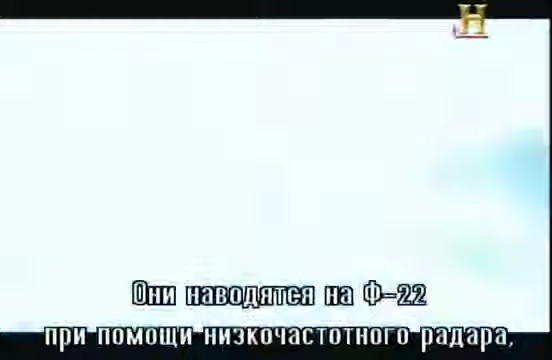 H
Они наводятся на Ф-22
при помощи низкочастотного радара,